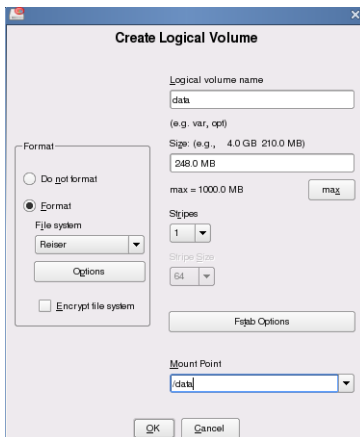 Create Logical Volume
Format
Do not format
Format
File system
Reiser
Options
Encrypt file system
Logical volume name
data
(e.g. var, opt)
Size: (e.g., 4.0 GB 210.0 MB)
248.0 MB
max = 1000.0 MB
max
Stripes
1
Stripe Size
64
Fstab Options
Mount Point
/data
OK
Cancel